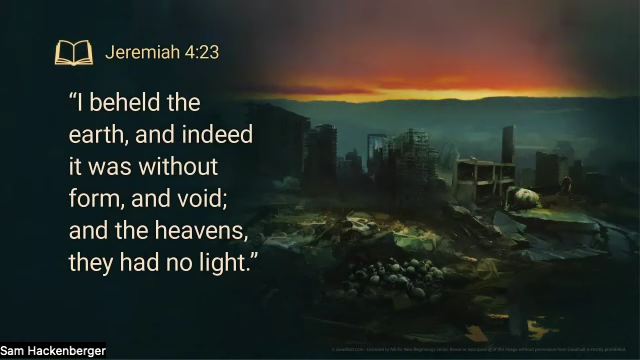 Jeremiah 4:23
“I beheld the
earth, and indeed
it was without
form, and void;
and the heavens,
they had no light.”
Sam Hackenberger